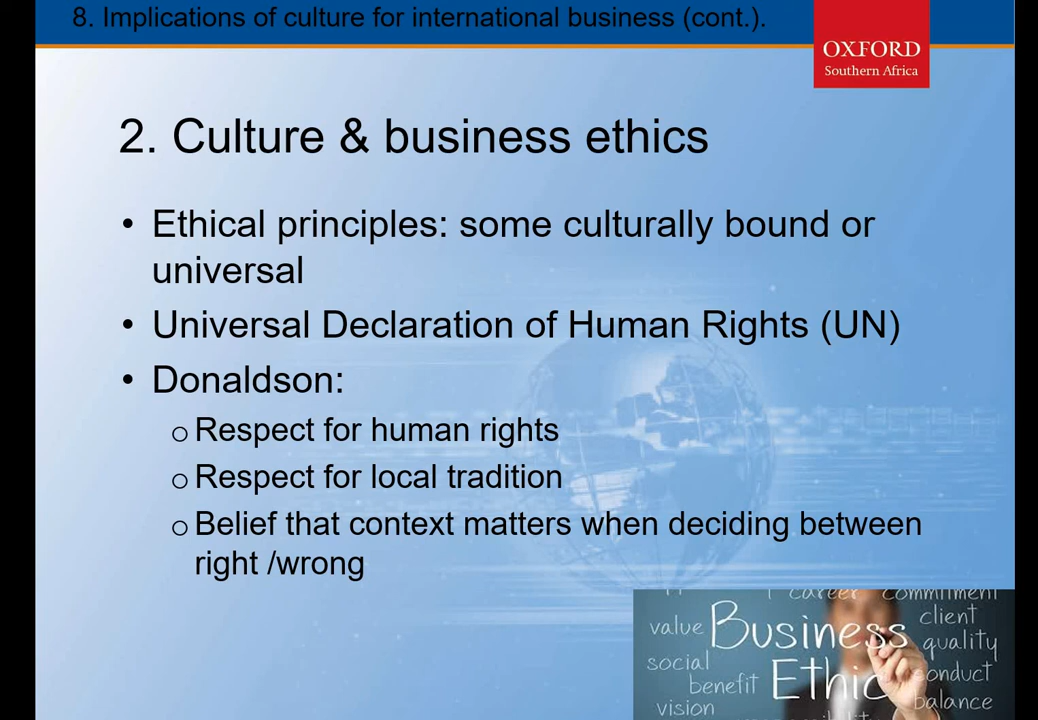 8. Implications of culture for international business (cont.).
OXFORD
Southern Africa
2. Culture & business ethics
• Ethical principles: some culturally bound or
universal
• Universal Declaration of Human Rights (UN)
• Donaldson:
o Respect for human rights
o Respect for local tradition
o Belief that context matters when deciding between
right /wrong
career commitment
value Business client
quality
social Ethic conduct
benefit balance
vision